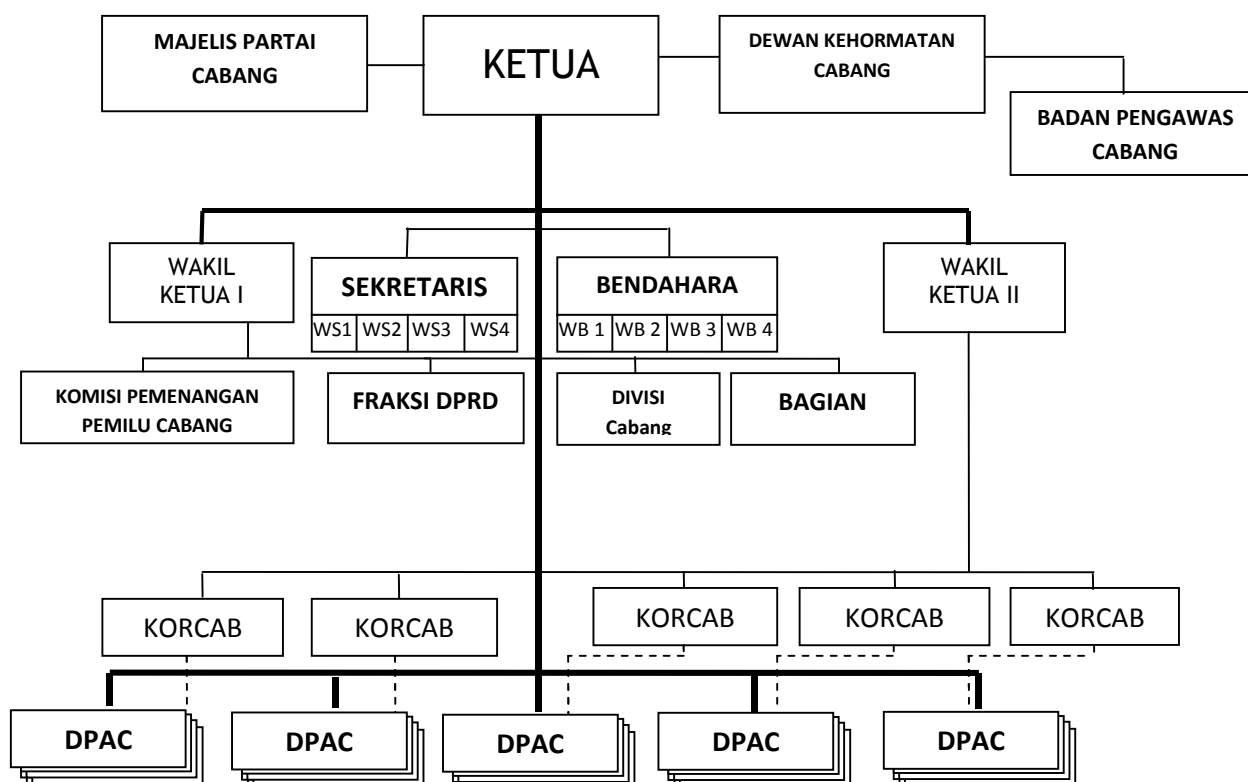 MAJELIS PARTAI
CABANG
KETUA
DEWAN KEHORMATAN
CABANG
BADAN PENGAWAS
CABANG
WAKIL
KETUA I
SEKRETARIS
WS1 WS2 WS3 WS4
BENDAHARA
WB 1 WB 2 WB 3 WB 4
WAKIL
KETUA II
KOMISI PEMENANGAN
PEMILU CABANG
FRAKSI DPRD
DIVISI
Cabang
BAGIAN
KORCAB
KORCAB
KORCAB
KORCAB
KORCAB
DPAC
DPAC
DPAC
DPAC
DPAC